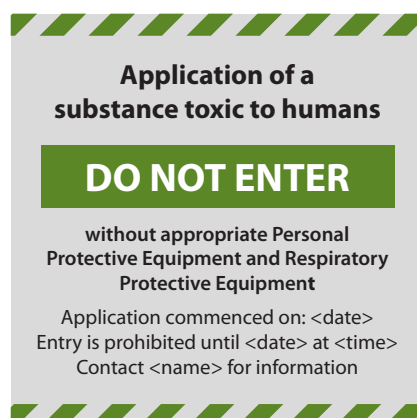 Application of a
substance toxic to humans
DO NOT ENTER
without appropriate Personal
Protective Equipment and Respiratory
Protective Equipment
Application commenced on: <date>
Entry is prohibited until <date> at <time>
Contact <name> for information